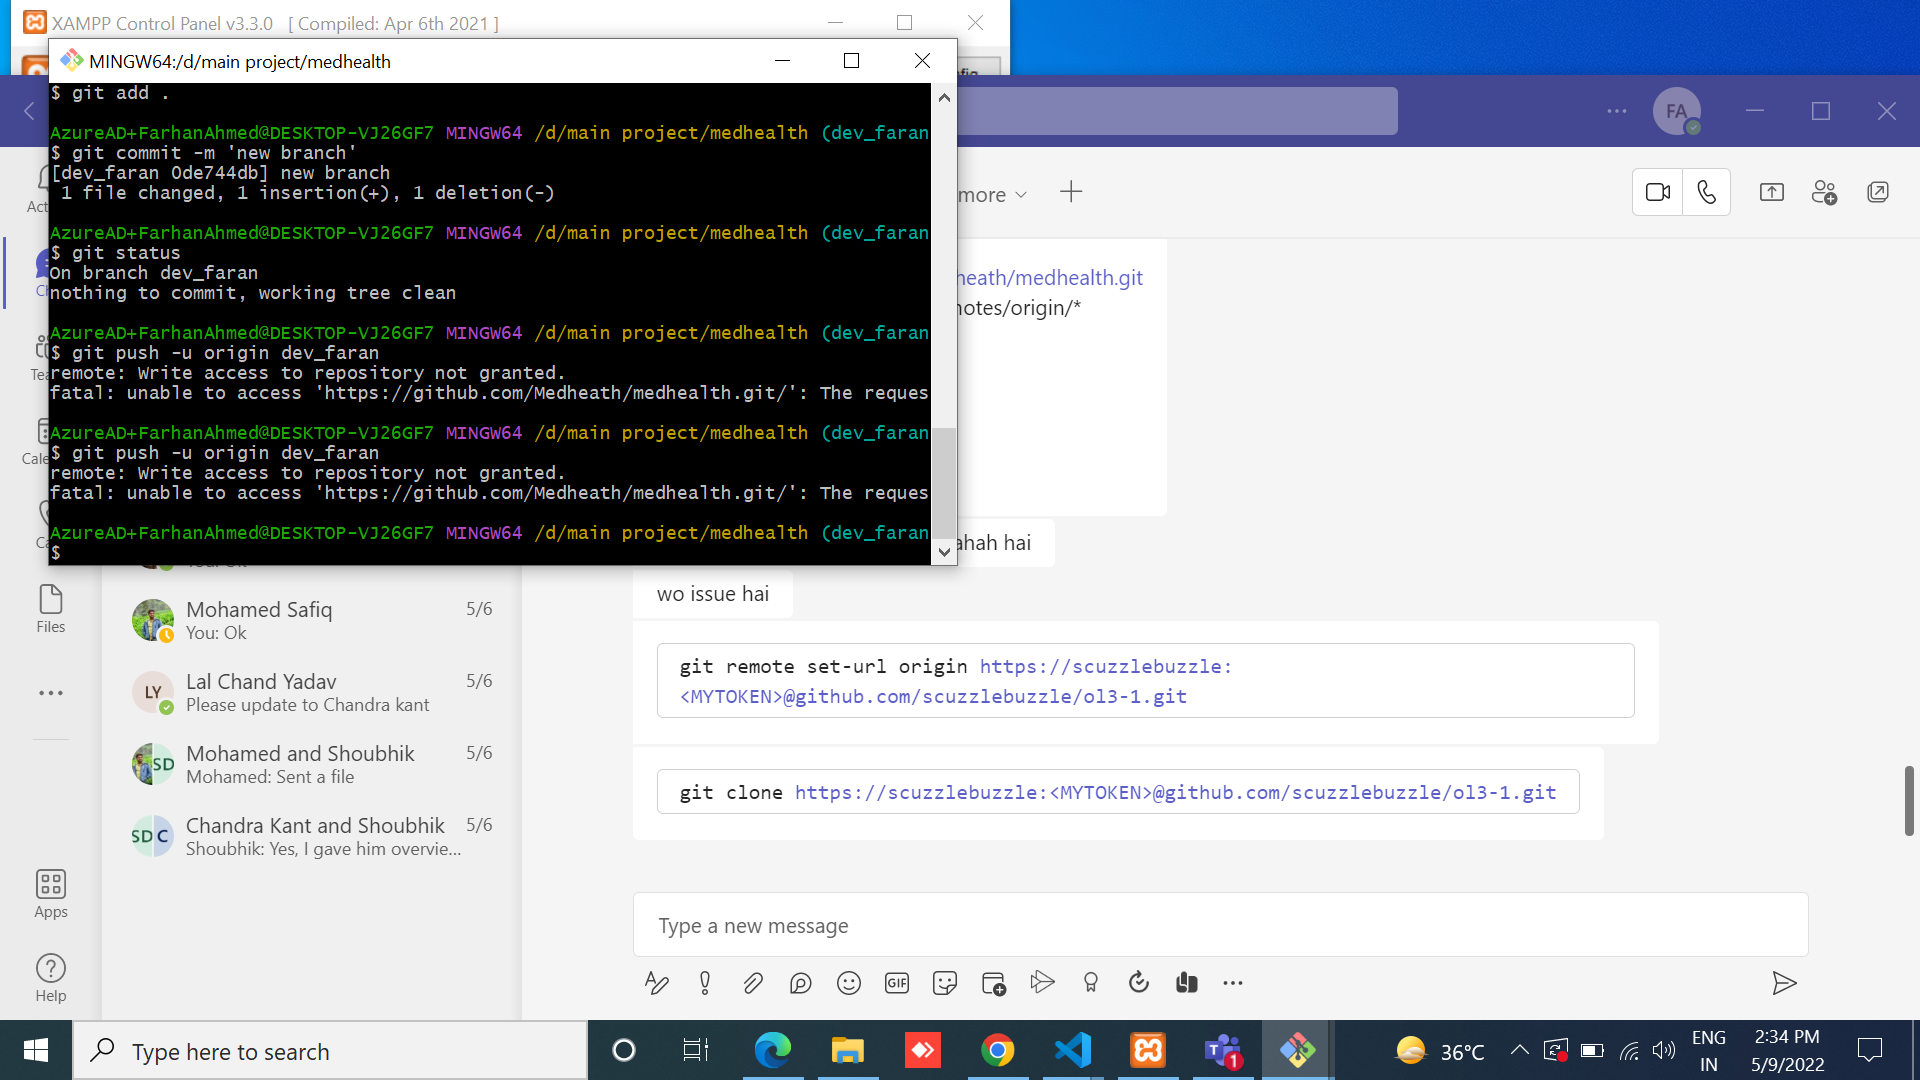 XAMPP Control Panel v3.3.0 [ Compiled: Apr 6th 2021 ]
MINGW64:/d/main project/medhealth
$ git add .
AzureAD+FarhanAhmed@DESKTOP-VJ26GF7 MINGW64 /d/main project/medhealth (dev_faran
$ git commit -m 'new branch'
[dev_faran 0de744db] new branch
1 file changed, 1 insertion(+), 1 deletion(-)
AzureAD+FarhanAhmed@DESKTOP-VJ26GF7 MINGW64 /d/main project/medhealth (dev_faran
$ git status
On branch dev_faran
nothing to commit, working tree clean
AzureAD+FarhanAhmed@DESKTOP-VJ26GF7 MINGW64 /d/main project/medhealth (dev_faran
$ git push -u origin dev_faran
remote: Write access to repository not granted.
fatal: unable to access 'https://github.com/Medheath/medhealth.git/': The reques
AzureAD+FarhanAhmed@DESKTOP-VJ26GF7 MINGW64 /d/main project/medhealth (dev_faran
$ git push -u origin dev_faran
remote: Write access to repository not granted.
fatal: unable to access 'https://github.com/Medheath/medhealth.git/': The reques
AzureAD+FarhanAhmed@DESKTOP-VJ26GF7 MINGW64 /d/main project/medhealth (dev_faran
$
FA
more
heath/medhealth.git
motes/origin/*
ahah hai
wo issue hai
git remote set-url origin https://scuzzlebuzzle:
<MYTOKEN>@github.com/scuzzlebuzzle/ol3-1.git
git clone https://scuzzlebuzzle:<MYTOKEN>@github.com/scuzzlebuzzle/ol3-1.git
Type a new message
GIF
Files
Apps
Help
Mohamed Safiq 5/6
You: Ok
LY
Lal Chand Yadav 5/6
Please update to Chandra kant
SD
Mohamed and Shoubhik 5/6
Mohamed: Sent a file
SD C
Chandra Kant and Shoubhik 5/6
Shoubhik: Yes, I gave him overvie...
Type here to search
1
36°C
ENG
IN
2:34 PM
5/9/2022